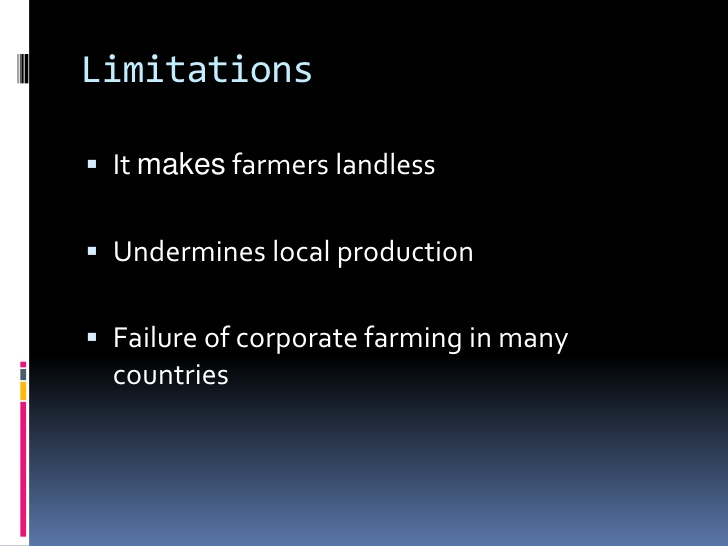 Limitations
▪ It makes farmers landless
▪ Undermines local production
▪ Failure of corporate farming in many
countries